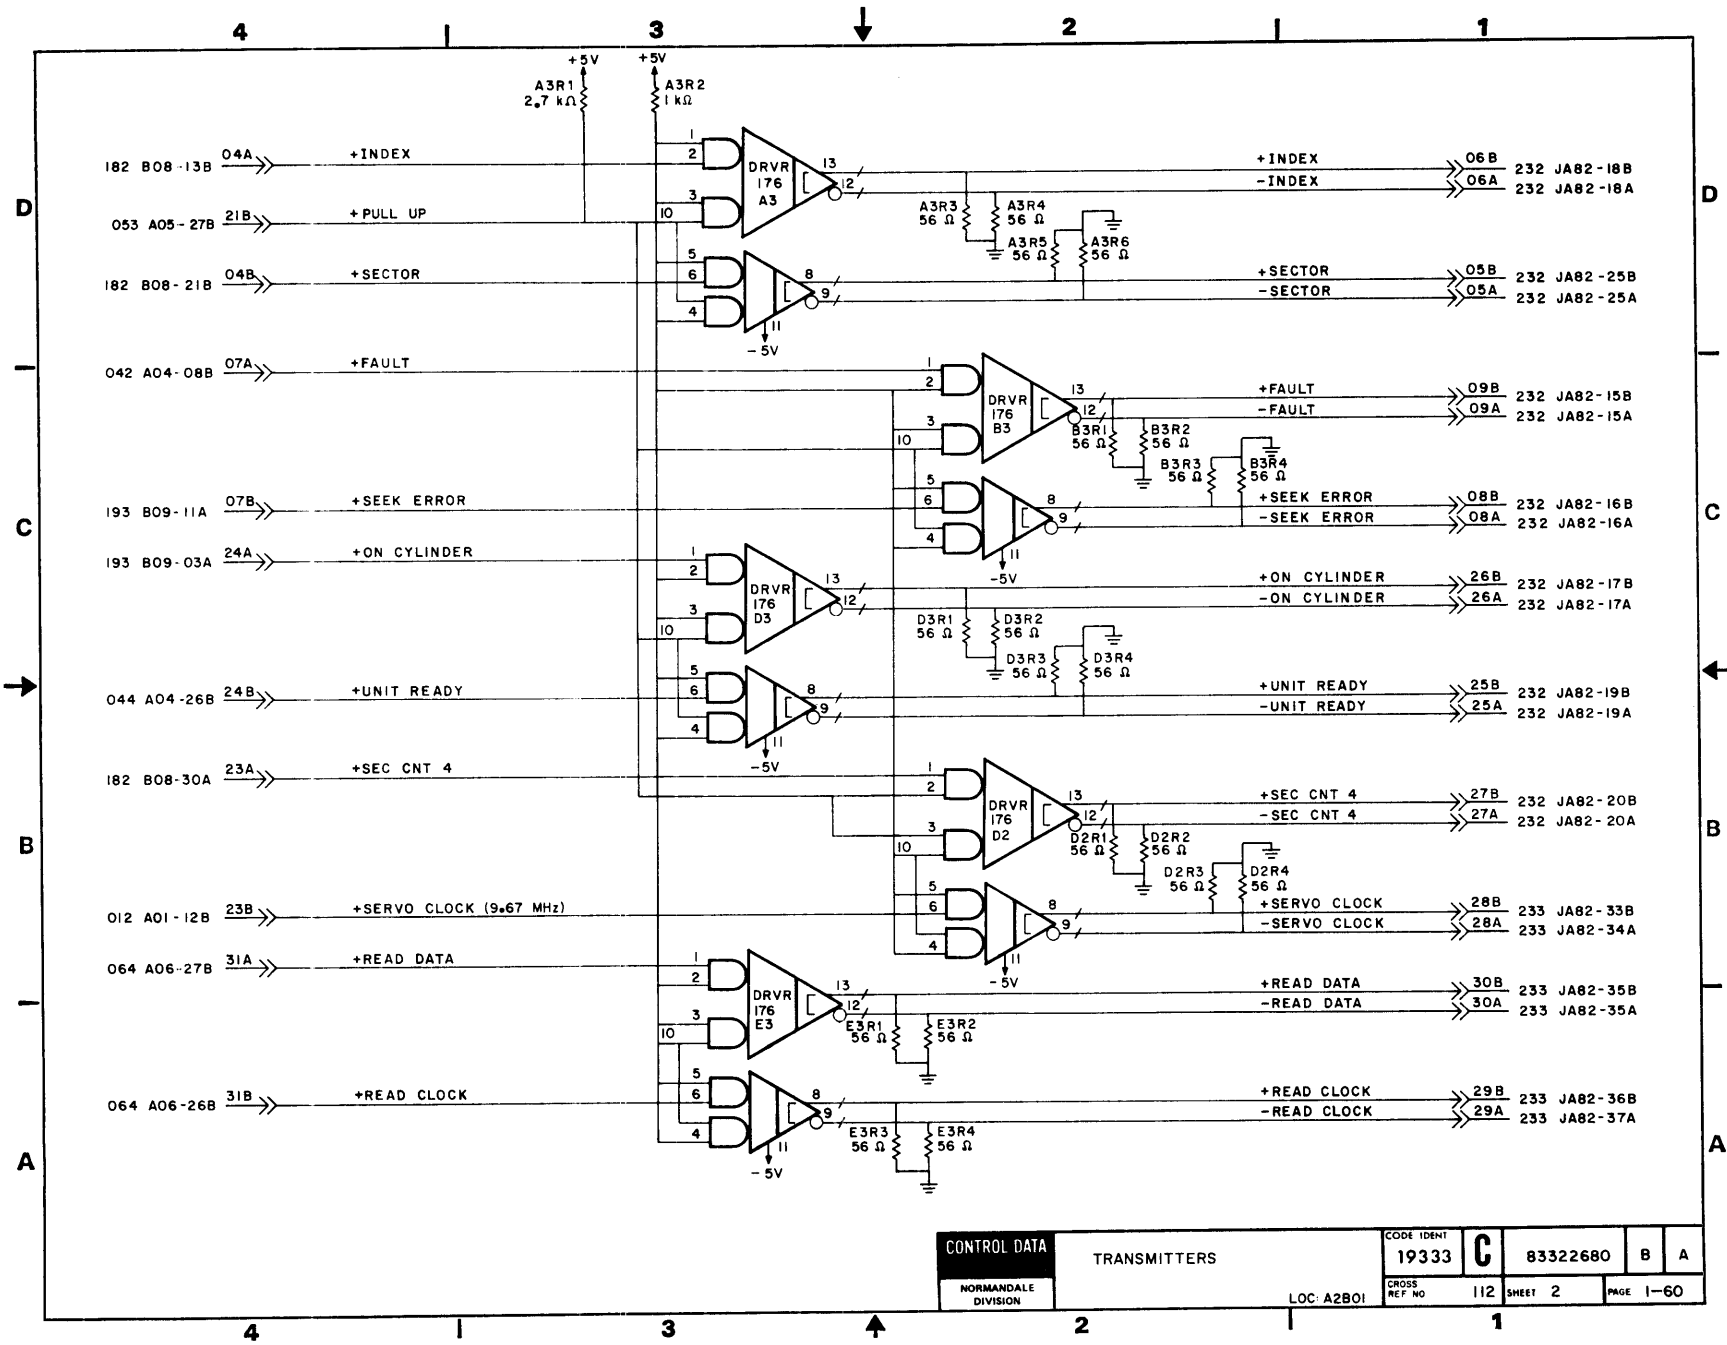 4 3 2 1
+5V +5V
A3R1 2.7 kΩ
A3R2 1 kΩ
D D
182 B08-13B 04A +INDEX
1 2 3 10
DRVR 176 A3
13 12
+INDEX 06B 232 JA82-18B
-INDEX 06A 232 JA82-18A
053 A05-27B 21B +PULL UP
A3R3 56 Ω
A3R4 56 Ω
A3R5 56 Ω
A3R6 56 Ω
182 B08-21B 04B +SECTOR
5 6 4
8 9
11
-5V
+SECTOR 05B 232 JA82-25B
-SECTOR 05A 232 JA82-25A
042 A04-08B 07A +FAULT
1 2 3 10
DRVR 176 B3
13 12
+FAULT 09B 232 JA82-15B
-FAULT 09A 232 JA82-15A
B3R1 56 Ω
B3R2 56 Ω
B3R3 56 Ω
B3R4 56 Ω
C C
193 B09-11A 07B +SEEK ERROR
5 6 4
8 9
11
-5V
+SEEK ERROR 08B 232 JA82-16B
-SEEK ERROR 08A 232 JA82-16A
193 B09-03A 24A +ON CYLINDER
1 2 3 10
DRVR 176 D3
13 12
+ON CYLINDER 26B 232 JA82-17B
-ON CYLINDER 26A 232 JA82-17A
D3R1 56 Ω
D3R2 56 Ω
D3R3 56 Ω
D3R4 56 Ω
044 A04-26B 24B +UNIT READY
5 6 4
8 9
11
-5V
+UNIT READY 25B 232 JA82-19B
-UNIT READY 25A 232 JA82-19A
182 B08-30A 23A +SEC CNT 4
1 2 3 10
DRVR 176 D2
13 12
+SEC CNT 4 27B 232 JA82-20B
-SEC CNT 4 27A 232 JA82-20A
B B
D2R1 56 Ω
D2R2 56 Ω
D2R3 56 Ω
D2R4 56 Ω
012 A01-12B 23B +SERVO CLOCK (9.67 MHz)
5 6 4
8 9
11
-5V
+SERVO CLOCK 28B 233 JA82-33B
-SERVO CLOCK 28A 233 JA82-34A
064 A06-27B 31A +READ DATA
1 2 3 10
DRVR 176 E3
13 12
+READ DATA 30B 233 JA82-35B
-READ DATA 30A 233 JA82-35A
E3R1 56 Ω
E3R2 56 Ω
064 A06-26B 31B +READ CLOCK
5 6 4
8 9
11
-5V
+READ CLOCK 29B 233 JA82-36B
-READ CLOCK 29A 233 JA82-37A
E3R3 56 Ω
E3R4 56 Ω
A A
CONTROL DATA
NORMANDALE DIVISION
TRANSMITTERS
LOC: A2B01
CODE IDENT 19333 C 83322680 B A
CROSS REF NO 112 SHEET 2 PAGE 1-60
4 3 2 1